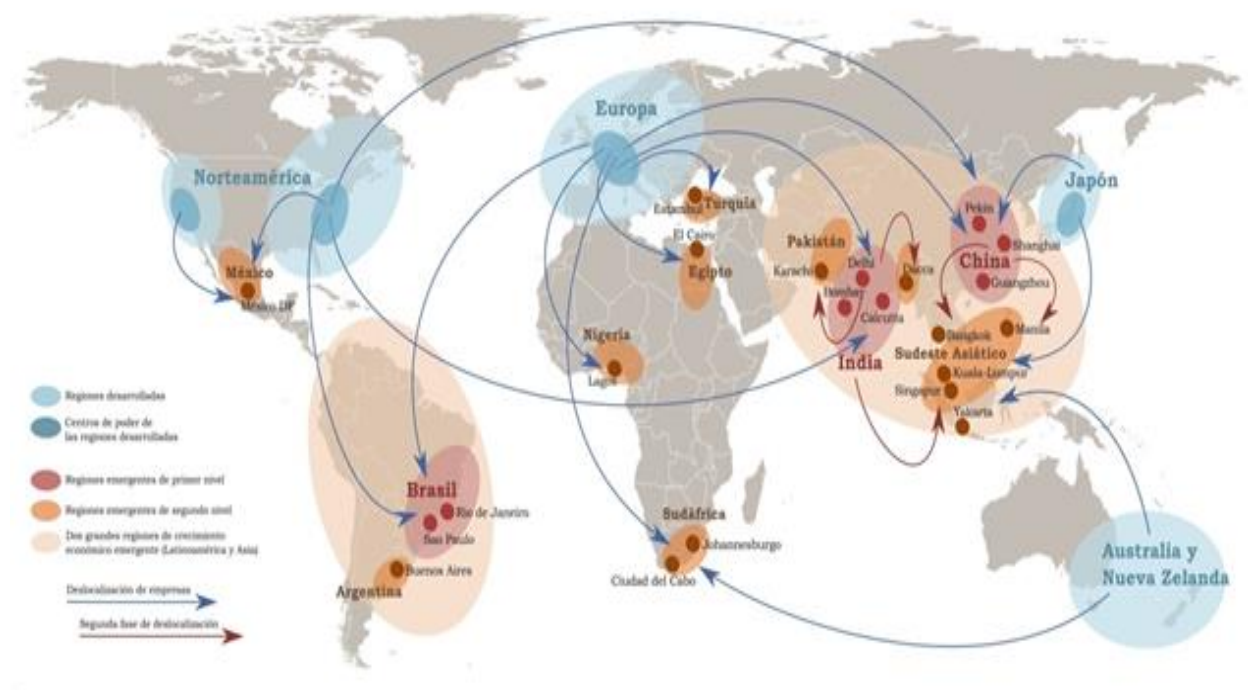 Europa
Norteamérica
Japón
Estambul
Turquía
Pekín
El Cairo
Pakistán
Shanghai
China
Delhi
México
Egipto
Karachi
Dacca
Guangzhou
Bombay
México DF
Calcuta
Nigeria
Bangkok
Manila
Sudeste Asiático
India
Lagos
Kuala-Lumpur
Singapur
Yakarta
Regiones desarrolladas
Centros de poder de
las regiones desarrolladas
Regiones emergentes de primer nivel
Brasil
Regiones emergentes de segundo nivel
Rio de Janeiro
Sudáfrica
Dos grandes regiones de crecimiento
económico emergente (Latinoamérica y Asia)
Sao Paulo
Johannesburgo
Australia y
Nueva Zelanda
Buenos Aires
Ciudad del Cabo
Argentina
Deslocalización de empresas
Segunda fase de deslocalización